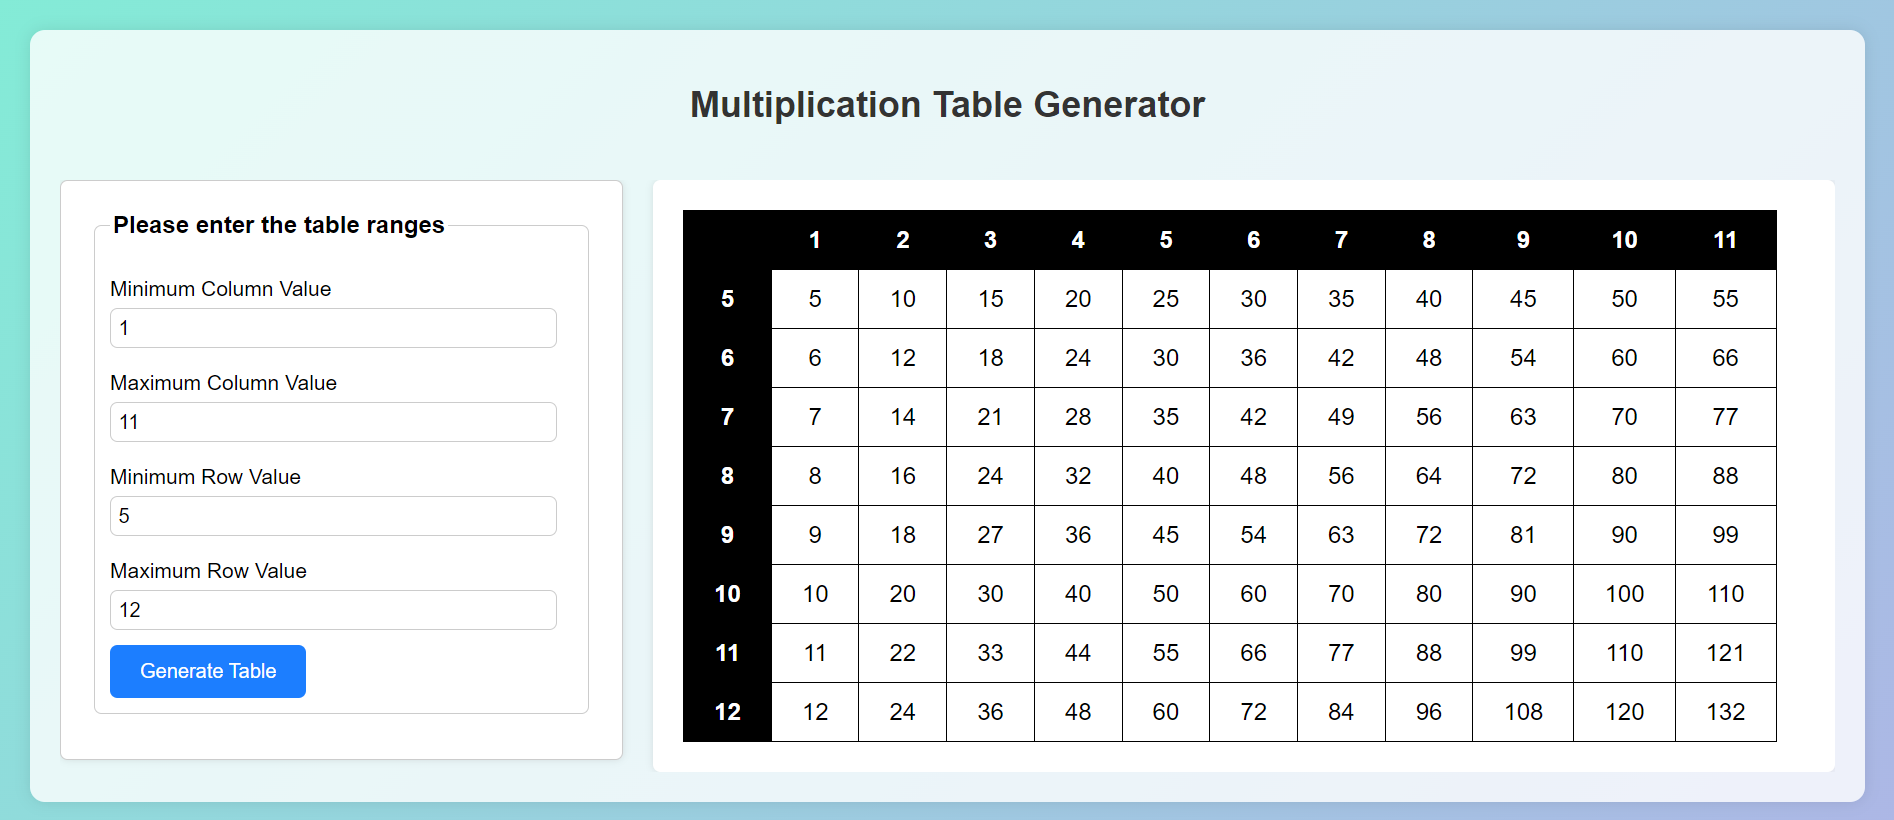 Multiplication Table Generator
Please enter the table ranges
Minimum Column Value
1
Maximum Column Value
11
Minimum Row Value
5
Maximum Row Value
12
Generate Table
1 2 3 4 5 6 7 8 9 10 11
5 5 10 15 20 25 30 35 40 45 50 55
6 6 12 18 24 30 36 42 48 54 60 66
7 7 14 21 28 35 42 49 56 63 70 77
8 8 16 24 32 40 48 56 64 72 80 88
9 9 18 27 36 45 54 63 72 81 90 99
10 10 20 30 40 50 60 70 80 90 100 110
11 11 22 33 44 55 66 77 88 99 110 121
12 12 24 36 48 60 72 84 96 108 120 132